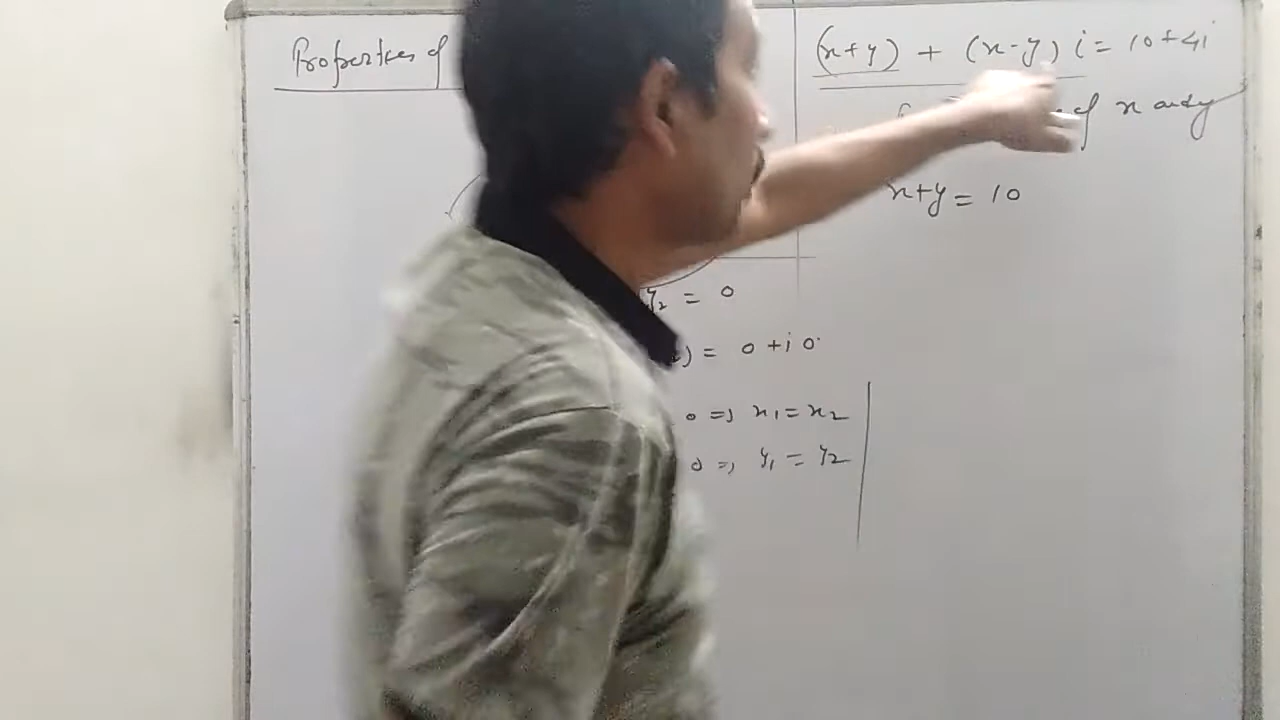 Properties of
y₂ = 0
) = 0 + i 0
0 => x₁ = x₂
0 => y₁ = y₂
(x+y) + (x-y) i = 10 + 4i
of x and y
x+y = 10